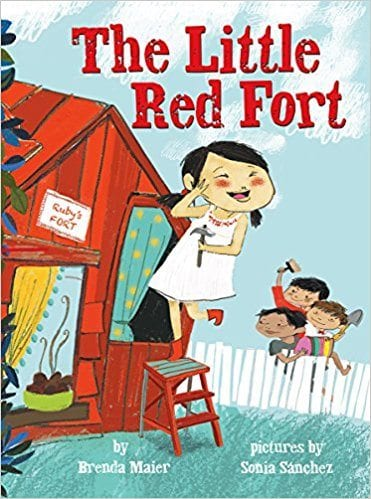 The Little
Red Fort
Ruby's
FORT
by
Brenda Maier
pictures by
Sonia Sánchez